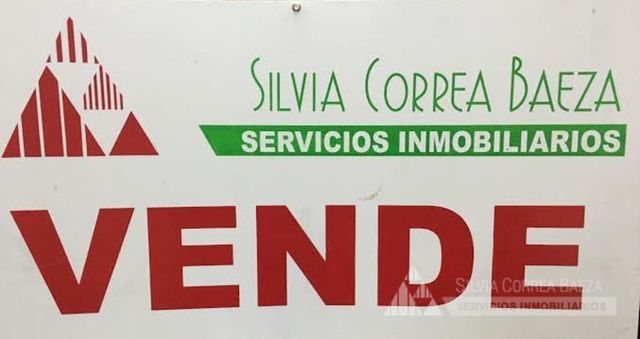 SILVIA CORREA BAEZA
SERVICIOS INMOBILIARIOS
VENDE
SILVIA CORREA BAEZA
SERVICIOS INMOBILIARIOS